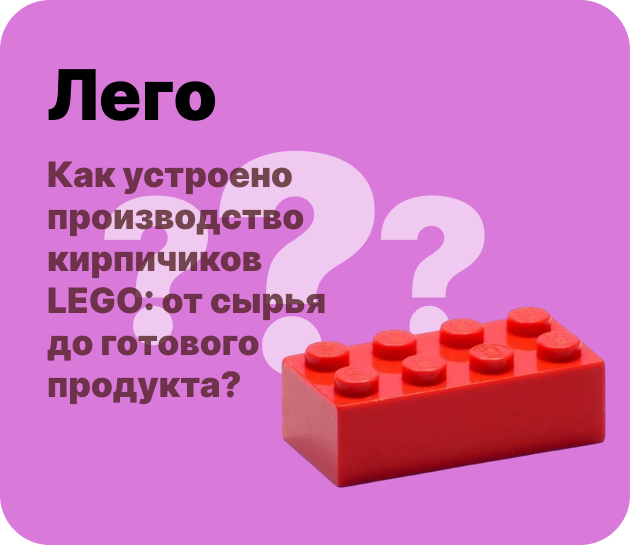 Лего
Как устроено
производство
кирпичиков
LEGO: от сырья
до готового
продукта?
???